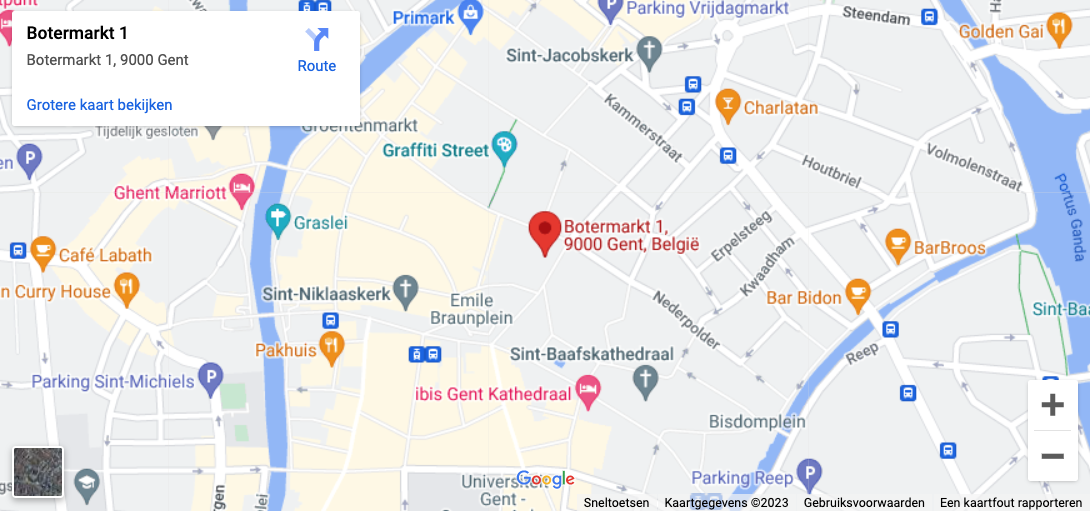 Botermarkt 1
Botermarkt 1, 9000 Gent
Route
Grotere kaart bekijken
Primark
Parking Vrijdagmarkt
Steendam
Golden Gai
Sint-Jacobskerk
Kammerstraat
Charlatan
Tijdelijk gesloten
Groentenmarkt
Graffiti Street
Houtbriel
Volmolenstraat
Portus Ganda
Ghent Marriott
Graslei
Botermarkt 1,
9000 Gent, België
Erpelsteeg
Kwaadham
BarBroos
Café Labath
n Curry House
Sint-Niklaaskerk
Emile
Braunplein
Nederpolder
Bar Bidon
Sint-Ba
Pakhuis
Sint-Baafskathedraal
Reep
Parking Sint-Michiels
ibis Gent Kathedraal
Bisdomplein
Parking Reep
Google
Gent -
Sneltoetsen
Kaartgegevens ©2023
Gebruiksvoorwaarden
Een kaartfout rapporteren